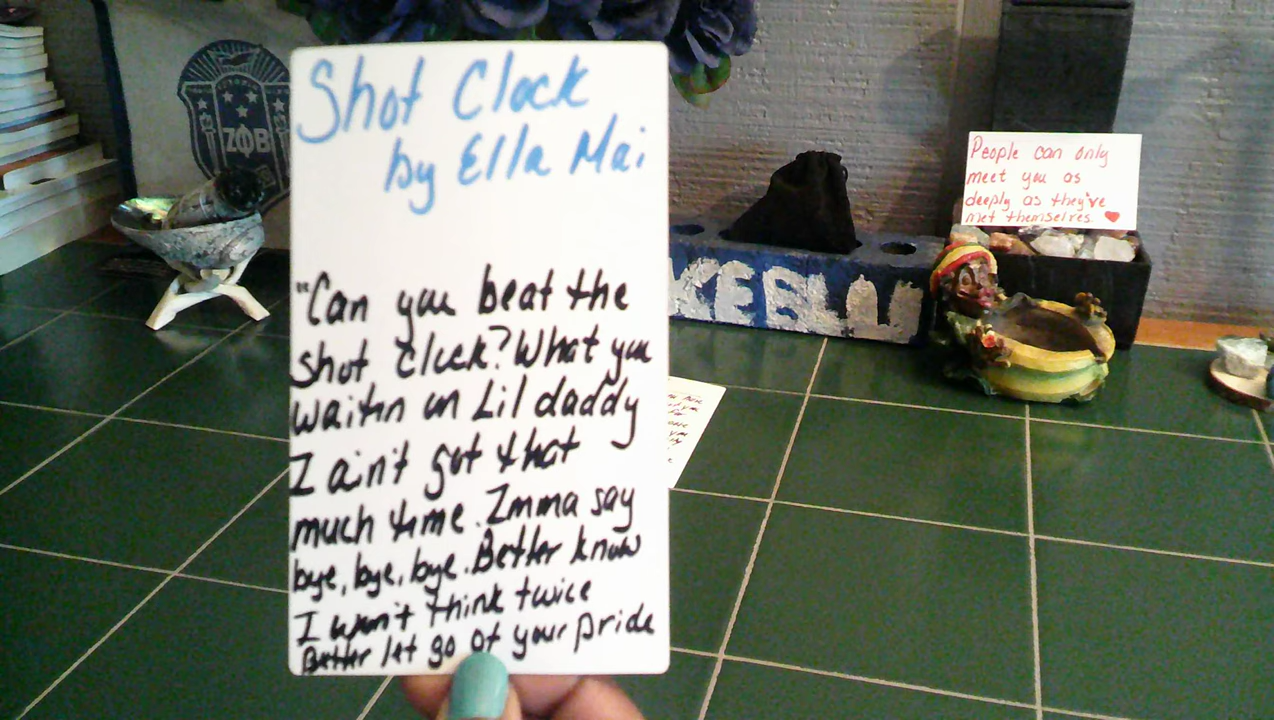 Shot Clock
by Ella Mai
"Can you beat the
shot clock? What you
waitin on Lil daddy
I ain't got that
much time. Imma say
bye, bye, bye. Better know
I won't think twice
Better let go of your pride
People can only
meet you as
deeply as they've
met themselves. ♥
ΖΦΒ
KEELU